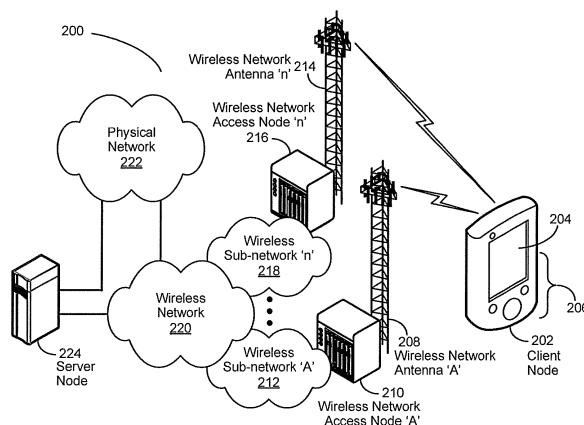 200
Wireless Network
Antenna 'n' 214
Wireless Network
Access Node 'n'
216
Physical
Network
222
204
Wireless
Sub-network 'n'
218
Wireless
Network
220
206
208
Wireless Network
Antenna 'A'
202
Client
Node
224
Server
Node
Wireless
Sub-network 'A'
212
210
Wireless Network
Access Node 'A'